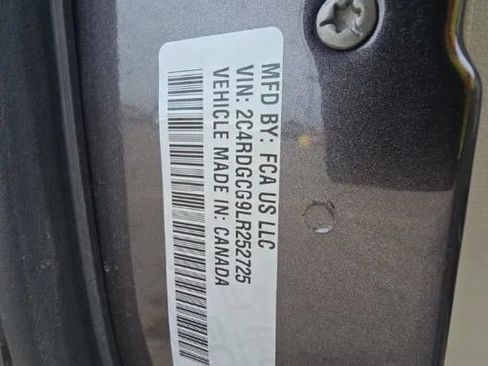 MFD BY: FCA US LLC
VIN: 2C4RDGCG9LR252725
VEHICLE MADE IN: CANADA